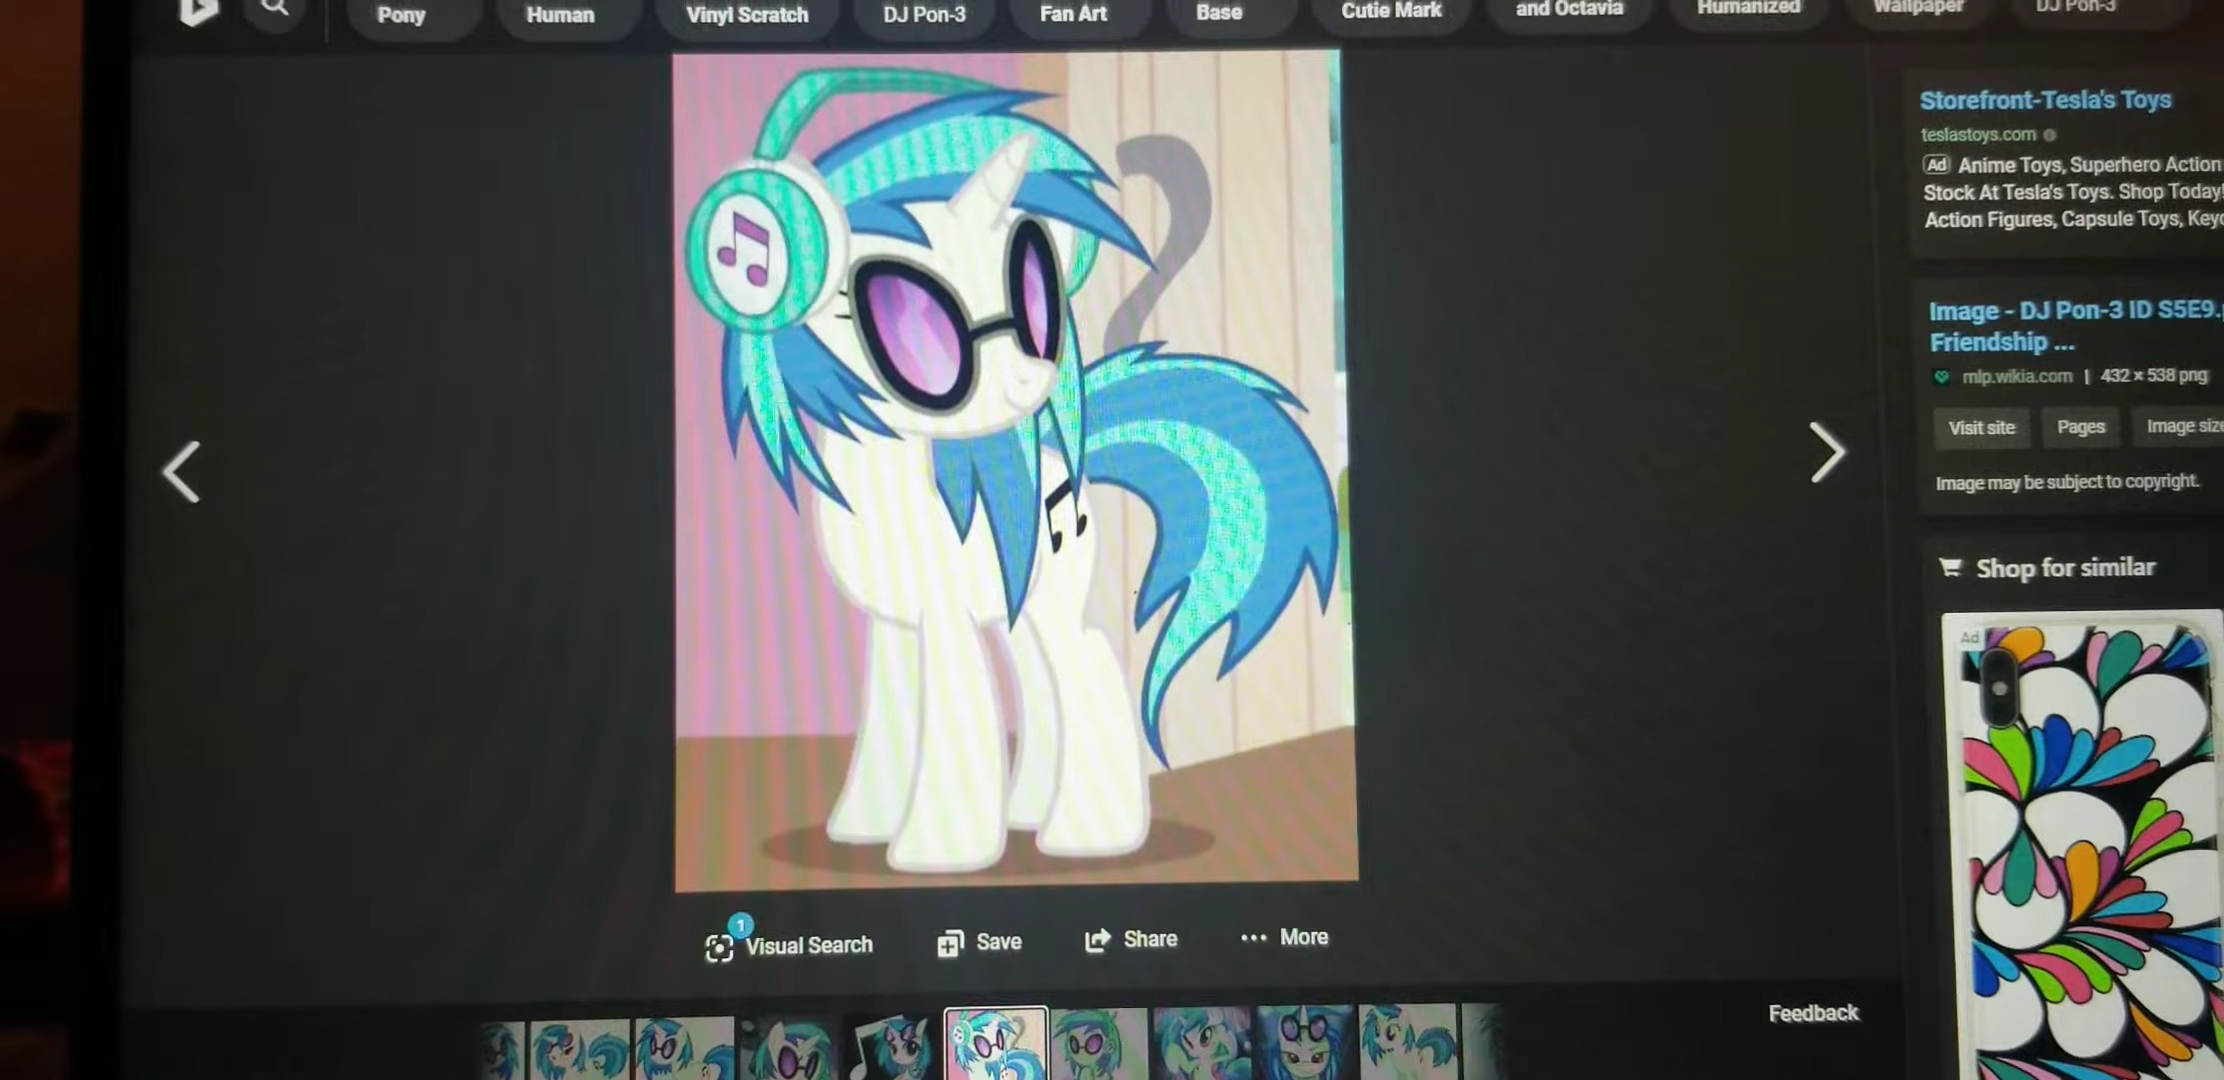 Pony
Human
Vinyl Scratch
DJ Pon-3
Fan Art
Base
Cutie Mark
and Octavia
Humanized
Wallpaper
DJ Pon-3
Storefront-Tesla's Toys
teslastoys.com
Ad Anime Toys, Superhero Action
Stock At Tesla's Toys. Shop Today!
Action Figures, Capsule Toys,
Image - DJ Pon-3 ID S5E9.
Friendship ...
mlp.wikia.com | 432 × 538 png
Visit site
Pages
Image
Image may be subject to copyright.
Shop for similar
Ad
1
Visual Search
Save
Share
More
Feedback